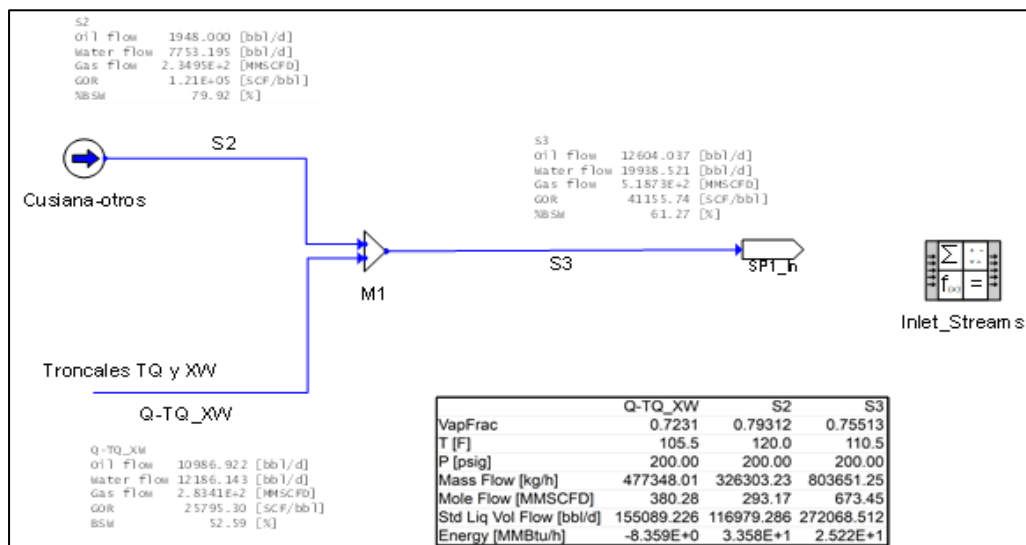 S2
Oil flow 1948.000 [bbl/d]
Water flow 7753.195 [bbl/d]
Gas flow 2.3495E+2 [MMSCFD]
GOR 1.21E+05 [SCF/bbl]
%BSW 79.92 [%]
S2
Cusiana-otros
S3
Oil flow 12604.037 [bbl/d]
Water flow 19938.521 [bbl/d]
Gas flow 5.1873E+2 [MMSCFD]
GOR 41155.74 [SCF/bbl]
%BSW 61.27 [%]
S3
SP1_In
M1
Σ + - × ÷
f(x) =
Inlet_Streams
Troncales TQ y XW
Q-TQ_XW
Q-TQ_XW
Oil flow 10986.922 [bbl/d]
Water flow 12186.143 [bbl/d]
Gas flow 2.8341E+2 [MMSCFD]
GOR 25795.30 [SCF/bbl]
BSW 52.59 [%]
Q-TQ_XW S2 S3
VapFrac 0.7231 0.79312 0.75513
T [F] 105.5 120.0 110.5
P [psig] 200.00 200.00 200.00
Mass Flow [kg/h] 477348.01 326303.23 803651.25
Mole Flow [MMSCFD] 380.28 293.17 673.45
Std Liq Vol Flow [bbl/d] 155089.226 116979.286 272068.512
Energy [MMBtu/h] -8.359E+0 3.358E+1 2.522E+1